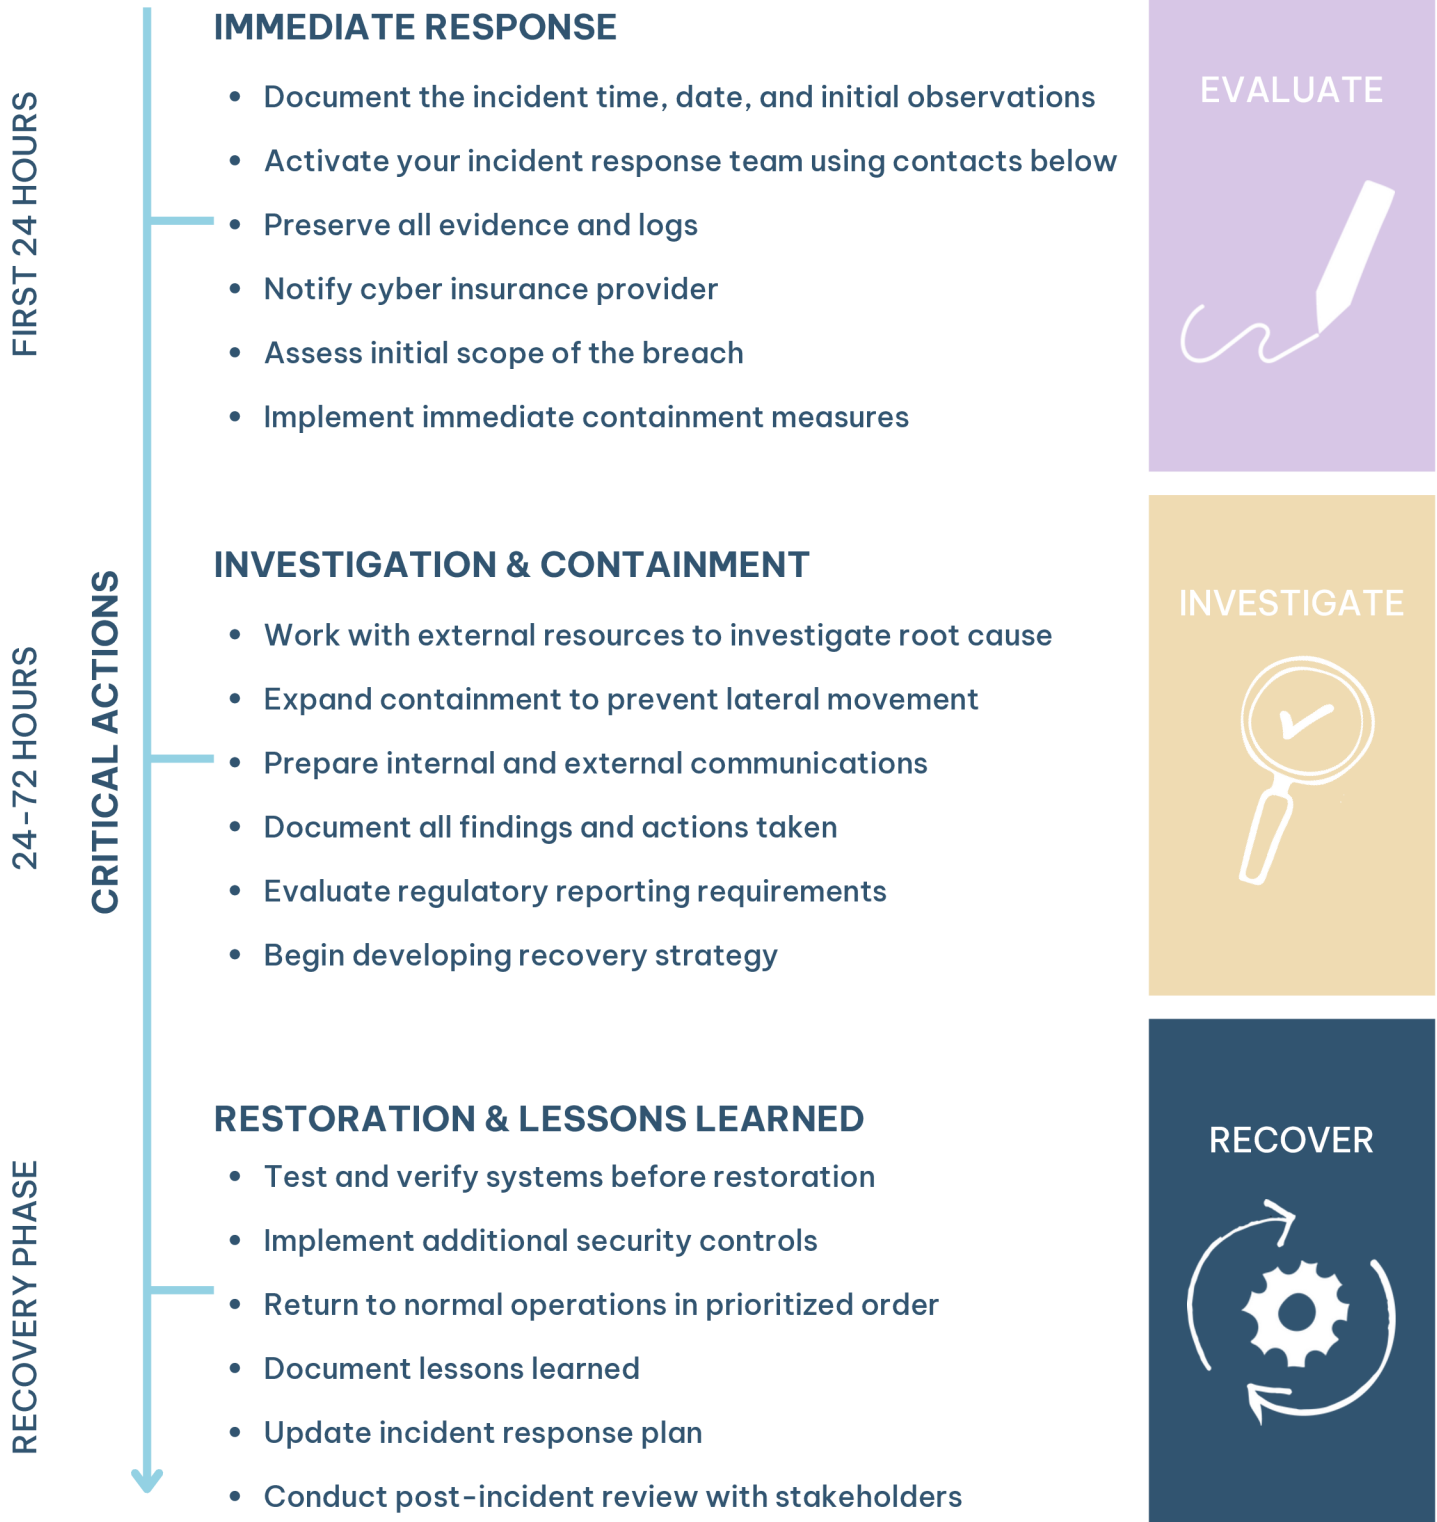 IMMEDIATE RESPONSE
FIRST 24 HOURS
Document the incident time, date, and initial observations
Activate your incident response team using contacts below
Preserve all evidence and logs
Notify cyber insurance provider
Assess initial scope of the breach
Implement immediate containment measures
EVALUATE
CRITICAL ACTIONS
INVESTIGATION & CONTAINMENT
24-72 HOURS
Work with external resources to investigate root cause
Expand containment to prevent lateral movement
Prepare internal and external communications
Document all findings and actions taken
Evaluate regulatory reporting requirements
Begin developing recovery strategy
INVESTIGATE
RESTORATION & LESSONS LEARNED
RECOVERY PHASE
Test and verify systems before restoration
Implement additional security controls
Return to normal operations in prioritized order
Document lessons learned
Update incident response plan
Conduct post-incident review with stakeholders
RECOVER